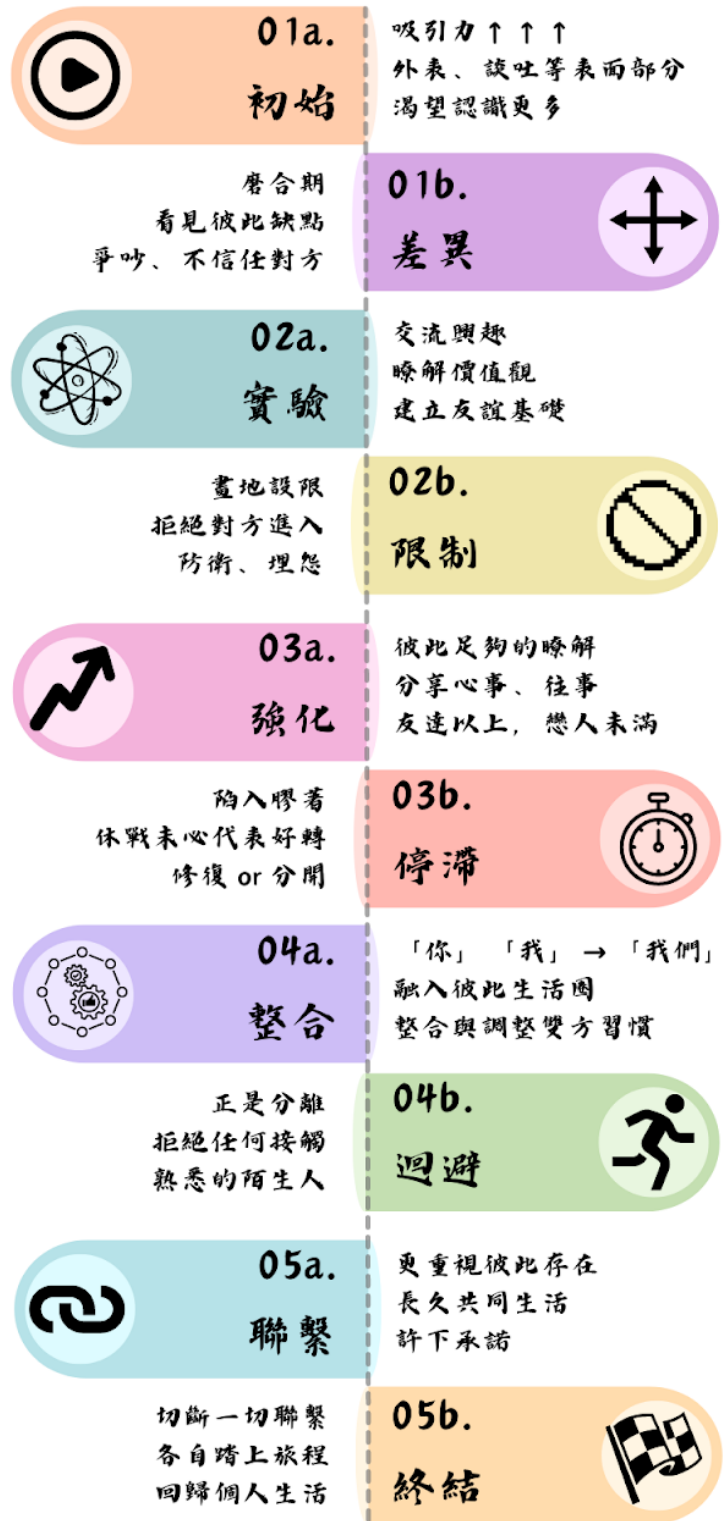 01a.
初始
吸引力 ↑ ↑ ↑
外表、談吐等表面部分
渴望認識更多
01b.
差異
磨合期
看見彼此缺點
爭吵、不信任對方
02a.
實驗
交流興趣
瞭解價值觀
建立友誼基礎
02b.
限制
畫地設限
拒絕對方進入
防衛、埋怨
03a.
強化
彼此足夠的瞭解
分享心事、往事
友達以上，戀人未滿
03b.
停滯
陷入膠著
休戰未必代表好轉
修復 or 分開
04a.
整合
「你」「我」→「我們」
融入彼此生活圈
整合與調整雙方習慣
04b.
迴避
正是分離
拒絕任何接觸
熟悉的陌生人
05a.
聯繫
更重視彼此存在
長久共同生活
許下承諾
05b.
終結
切斷一切聯繫
各自踏上旅程
回歸個人生活